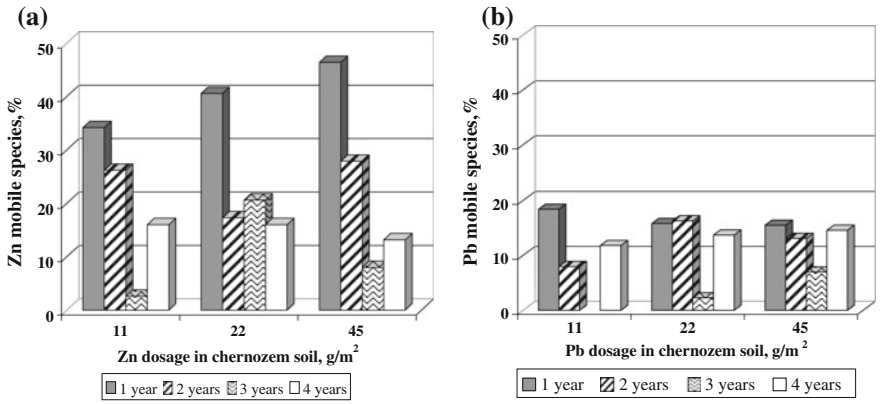 (a)
50
40
30
20
10
0
Zn mobile species, %
11 22 45
Zn dosage in chernozem soil, g/m²
1 year 2 years 3 years 4 years
(b)
50
40
30
20
10
0
Pb mobile species, %
11 22 45
Pb dosage in chernozem soil, g/m²
1 year 2 years 3 years 4 years